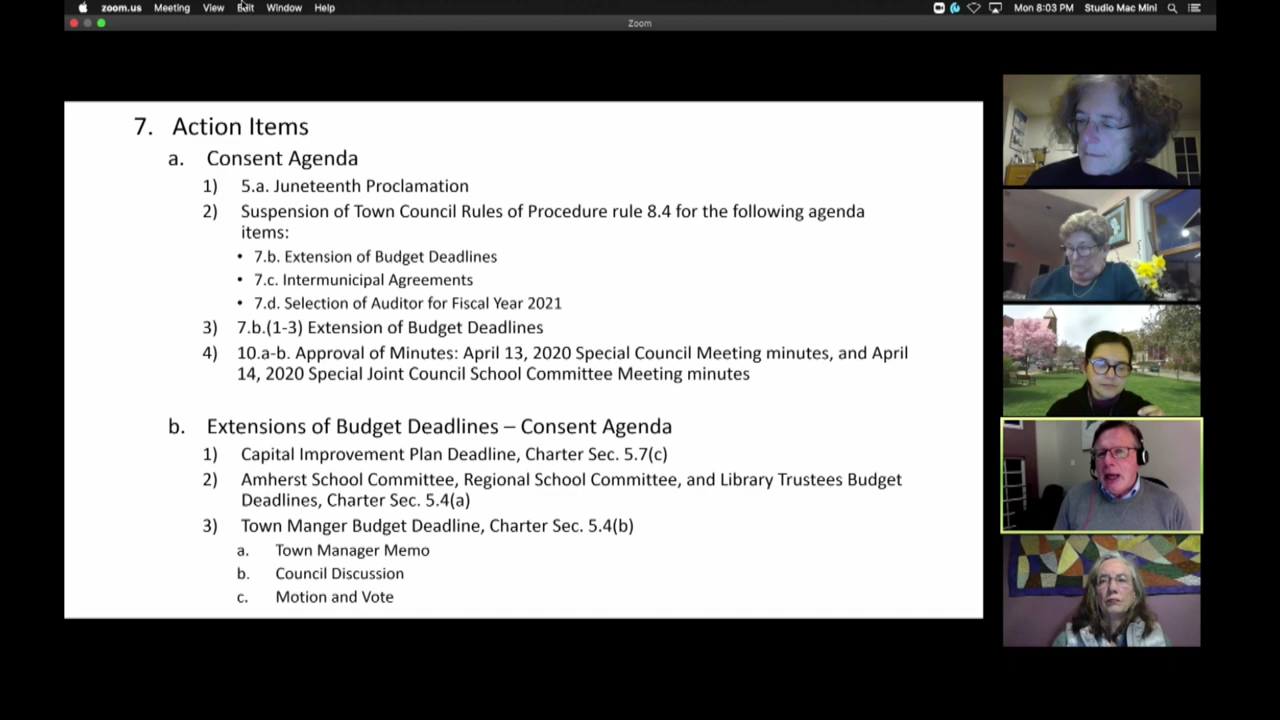 zoom.us Meeting View Edit Window Help Mon 8:03 PM Studio Mac Mini
Zoom
7. Action Items
a. Consent Agenda
1) 5.a. Juneteenth Proclamation
2) Suspension of Town Council Rules of Procedure rule 8.4 for the following agenda
items:
• 7.b. Extension of Budget Deadlines
• 7.c. Intermunicipal Agreements
• 7.d. Selection of Auditor for Fiscal Year 2021
3) 7.b.(1-3) Extension of Budget Deadlines
4) 10.a-b. Approval of Minutes: April 13, 2020 Special Council Meeting minutes, and April
14, 2020 Special Joint Council School Committee Meeting minutes
b. Extensions of Budget Deadlines – Consent Agenda
1) Capital Improvement Plan Deadline, Charter Sec. 5.7(c)
2) Amherst School Committee, Regional School Committee, and Library Trustees Budget
Deadlines, Charter Sec. 5.4(a)
3) Town Manger Budget Deadline, Charter Sec. 5.4(b)
a. Town Manager Memo
b. Council Discussion
c. Motion and Vote